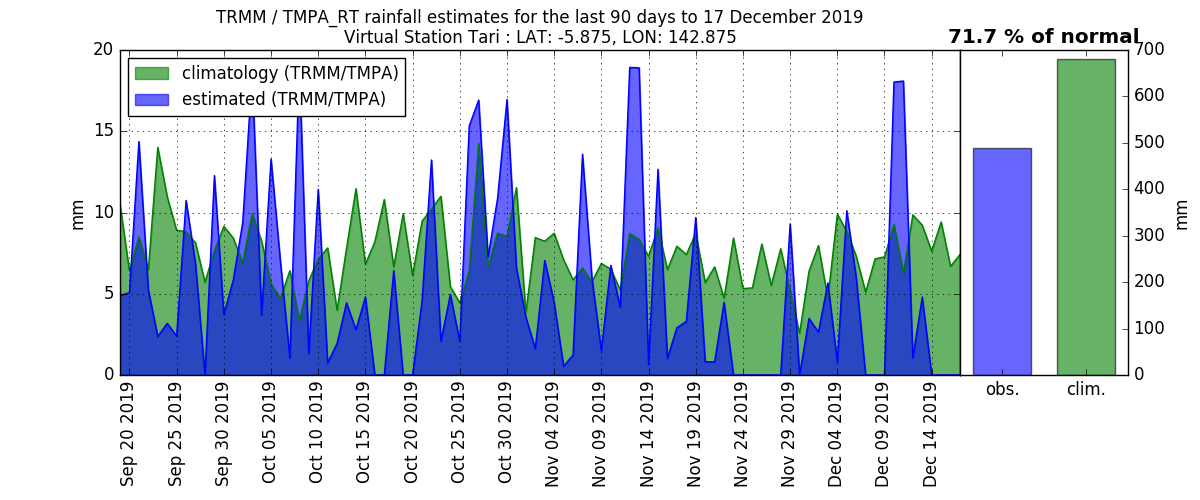 TRMM / TMPA_RT rainfall estimates for the last 90 days to 17 December 2019
Virtual Station Tari : LAT: -5.875, LON: 142.875
71.7 % of normal
climatology (TRMM/TMPA)
estimated (TRMM/TMPA)
20
15
10
5
0
mm
700
600
500
400
300
200
100
0
mm
Sep 20 2019
Sep 25 2019
Sep 30 2019
Oct 05 2019
Oct 10 2019
Oct 15 2019
Oct 20 2019
Oct 25 2019
Oct 30 2019
Nov 04 2019
Nov 09 2019
Nov 14 2019
Nov 19 2019
Nov 24 2019
Nov 29 2019
Dec 04 2019
Dec 09 2019
Dec 14 2019
obs.
clim.